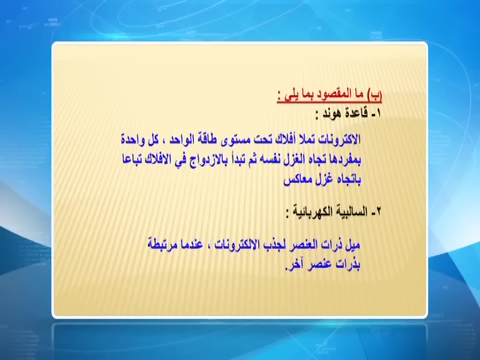 (ب) ما المقصود بما يلي :
١- قاعدة هوند :
الاكترونات تملأ أفلاك تحت مستوى طاقة الواحد ، كل واحدة
بمفردها تجاه الغزل نفسه ثم تبدأ بالازدواج في الافلاك تباعا
باتجاه غزل معاكس
٢- السالبية الكهربائية :
ميل ذرات العنصر لجذب الالكترونات ، عندما مرتبطة
بذرات عنصر آخر.